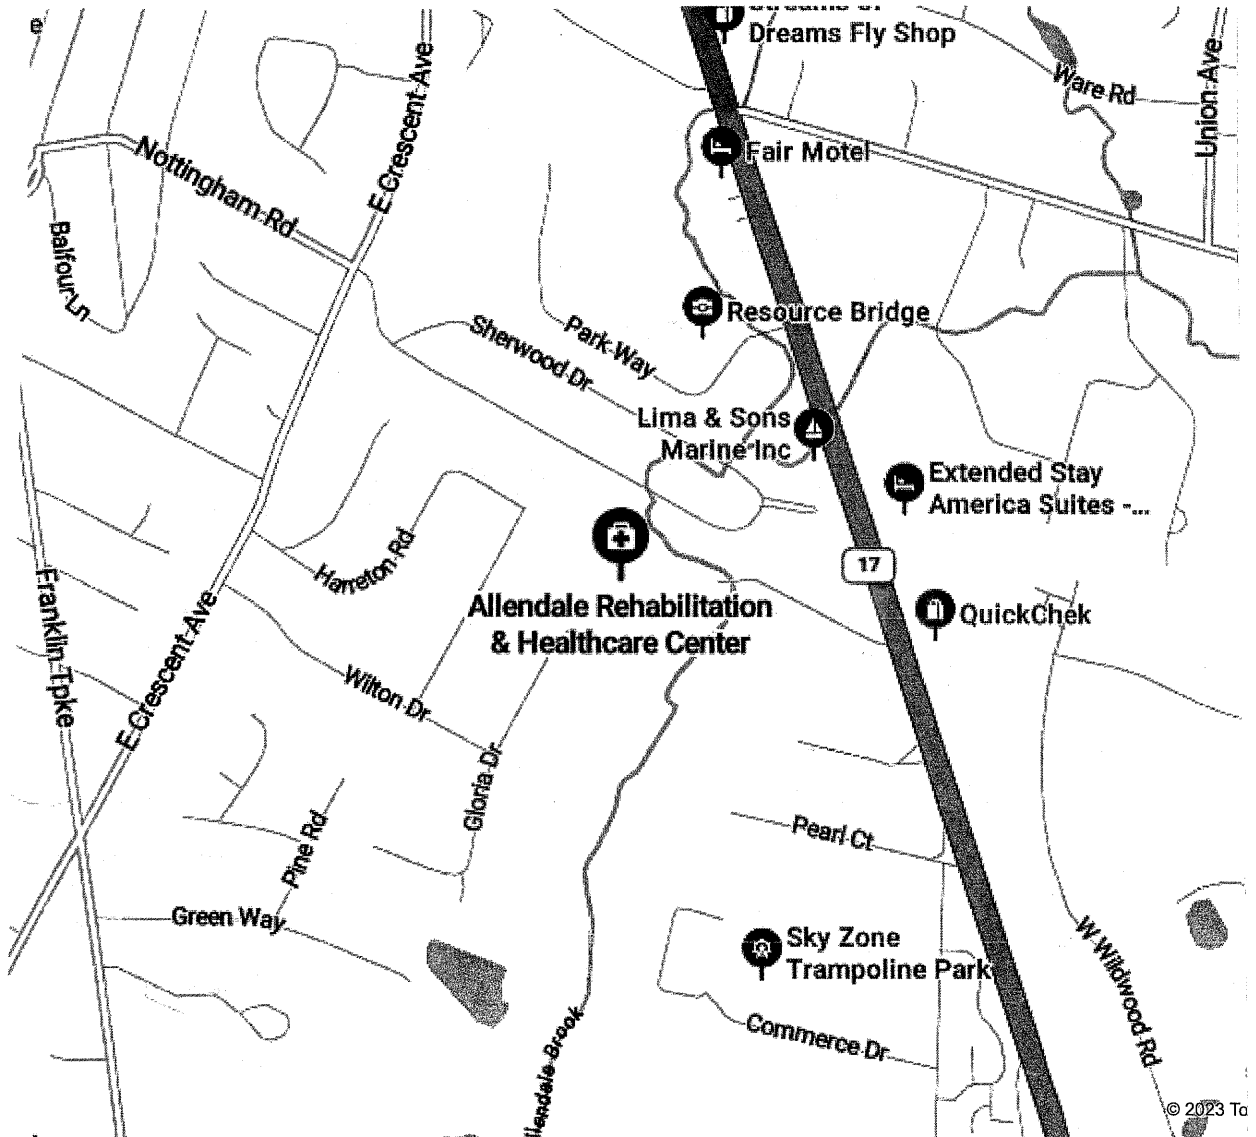 e
Dreams Fly Shop
Ware Rd
Union Ave
E Crescent Ave
Nottingham Rd
Fair Motel
Balfour Ln
Resource Bridge
Sherwood Dr
Park Way
Lima & Sons
Marine Inc
Extended Stay
America Suites -...
Harreton Rd
17
Franklin Tpke
Allendale Rehabilitation
& Healthcare Center
QuickChek
E Crescent Ave
Wilton Dr
Gloria Dr
Pine Rd
Pearl Ct
Green Way
Sky Zone
Trampoline Park
W Wildwood Rd
Commerce Dr
llendale Brook
© 2023 To